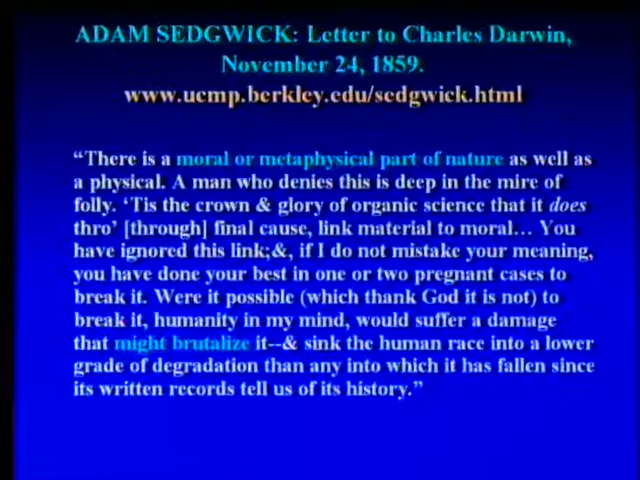 ADAM SEDGWICK: Letter to Charles Darwin,
November 24, 1859.
www.ucmp.berkley.edu/sedgwick.html
“There is a moral or metaphysical part of nature as well as
a physical. A man who denies this is deep in the mire of
folly. ‘Tis the crown & glory of organic science that it does
thro’ [through] final cause, link material to moral… You
have ignored this link;&, if I do not mistake your meaning,
you have done your best in one or two pregnant cases to
break it. Were it possible (which thank God it is not) to
break it, humanity in my mind, would suffer a damage
that might brutalize it--& sink the human race into a lower
grade of degradation than any into which it has fallen since
its written records tell us of its history.”